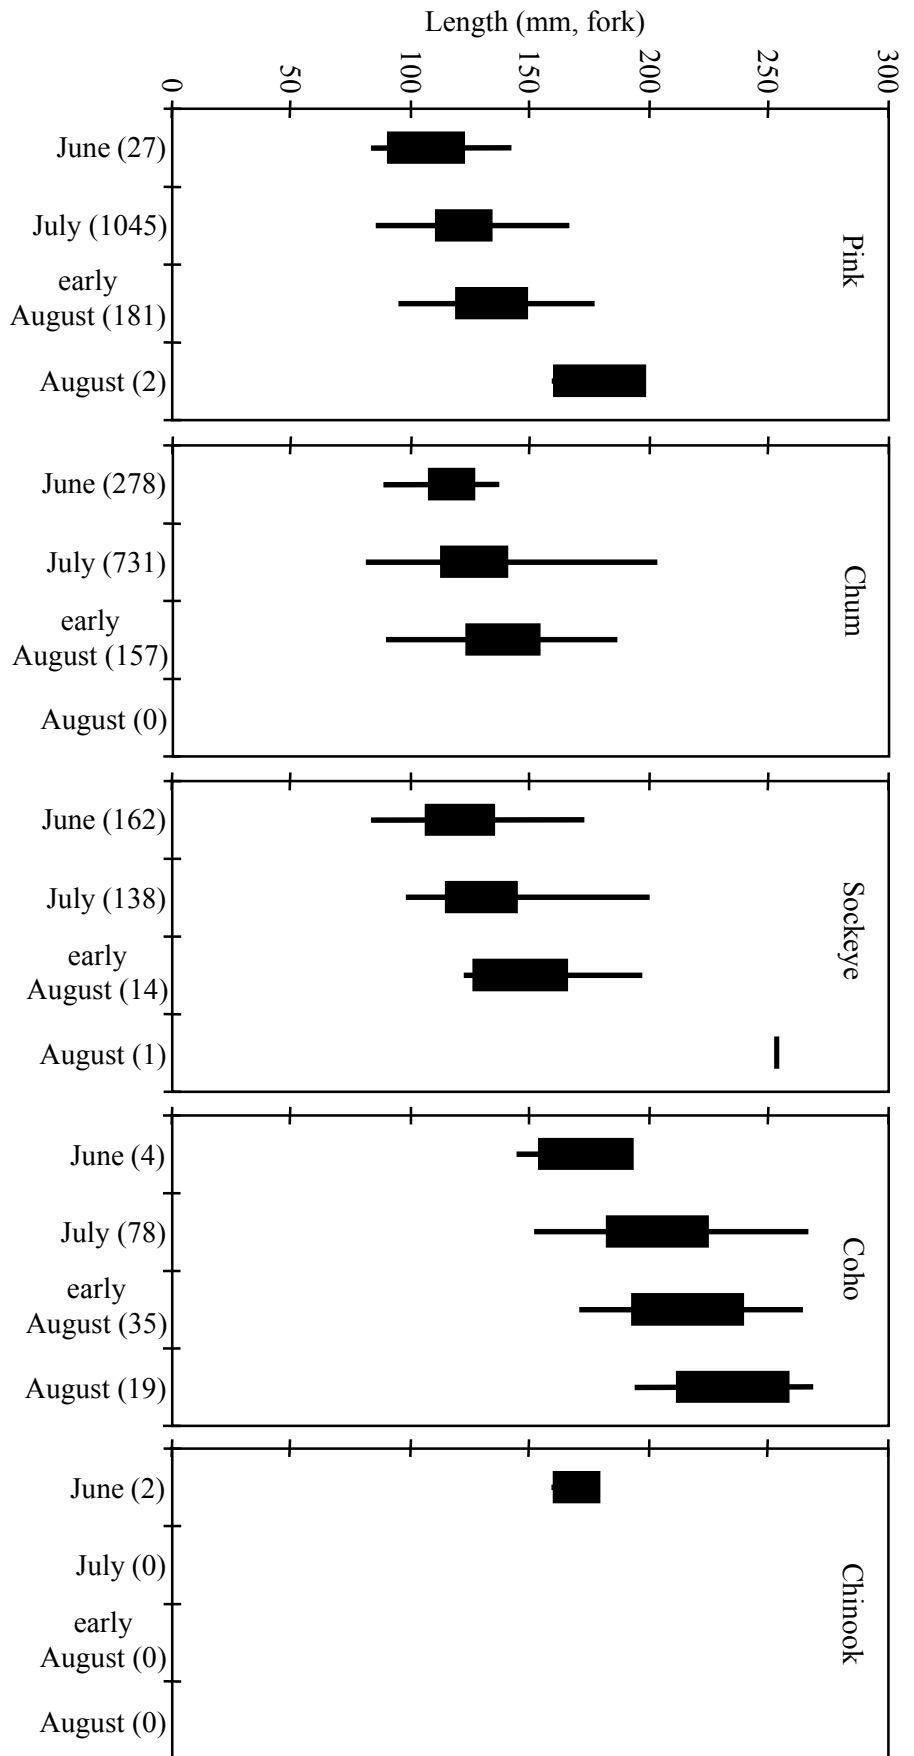 Length (mm, fork)
0
50
100
150
200
250
300
Pink
June (27)
July (1045)
early
August (181)
August (2)
Chum
June (278)
July (731)
early
August (157)
August (0)
Sockeye
June (162)
July (138)
early
August (14)
August (1)
Coho
June (4)
July (78)
early
August (35)
August (19)
Chinook
June (2)
July (0)
early
August (0)
August (0)